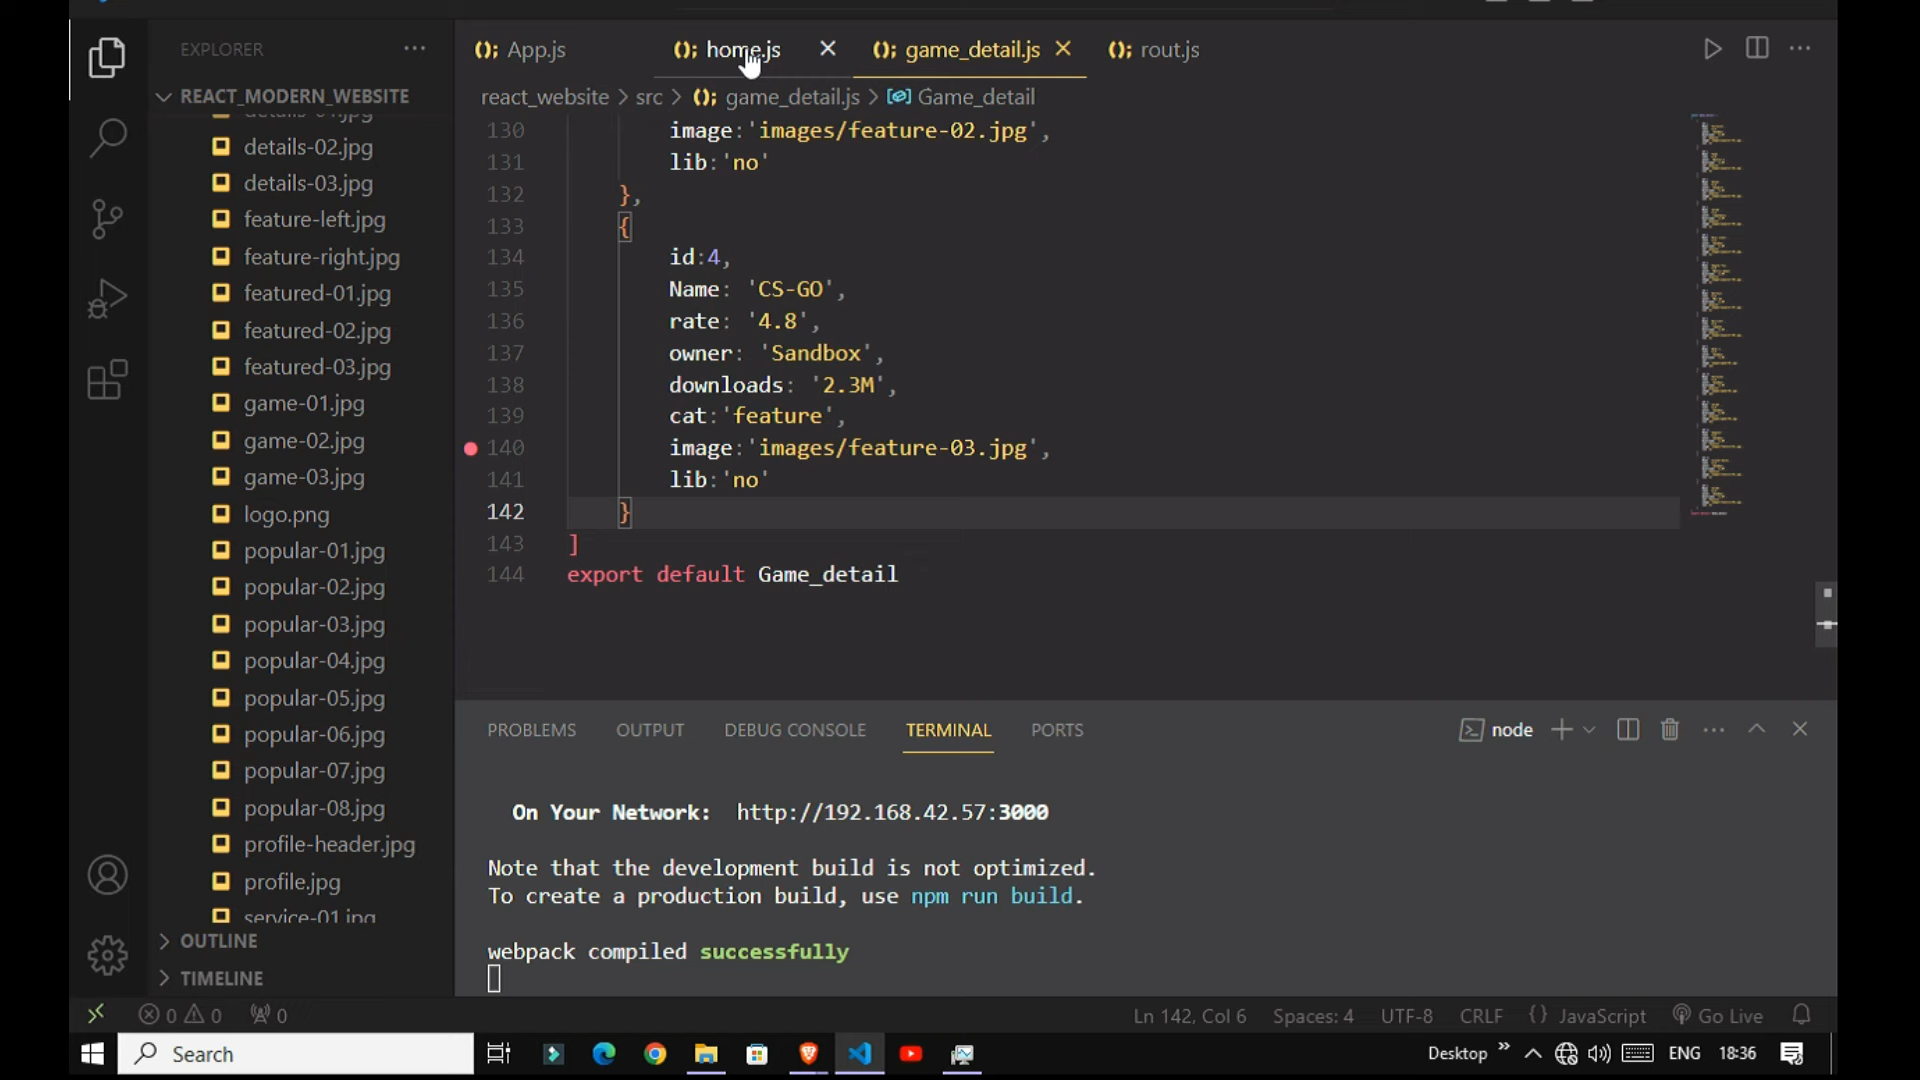 EXPLORER
REACT_MODERN_WEBSITE
details-02.jpg
details-03.jpg
feature-left.jpg
feature-right.jpg
featured-01.jpg
featured-02.jpg
featured-03.jpg
game-01.jpg
game-02.jpg
game-03.jpg
logo.png
popular-01.jpg
popular-02.jpg
popular-03.jpg
popular-04.jpg
popular-05.jpg
popular-06.jpg
popular-07.jpg
popular-08.jpg
profile-header.jpg
profile.jpg
service-01.jpg
OUTLINE
TIMELINE
App.js home.js game_detail.js rout.js
react_website > src > game_detail.js > Game_detail
130 image:'images/feature-02.jpg',
131 lib:'no'
132 },
133 {
134 id:4,
135 Name: 'CS-GO',
136 rate: '4.8',
137 owner: 'Sandbox',
138 downloads: '2.3M',
139 cat:'feature',
140 image:'images/feature-03.jpg',
141 lib:'no'
142 }
143 ]
144 export default Game_detail
PROBLEMS OUTPUT DEBUG CONSOLE TERMINAL PORTS
node
On Your Network: http://192.168.42.57:3000
Note that the development build is not optimized.
To create a production build, use npm run build.
webpack compiled successfully
0 0 0 Ln 142, Col 6 Spaces: 4 UTF-8 CRLF {} JavaScript Go Live
Search Desktop ENG 18:36